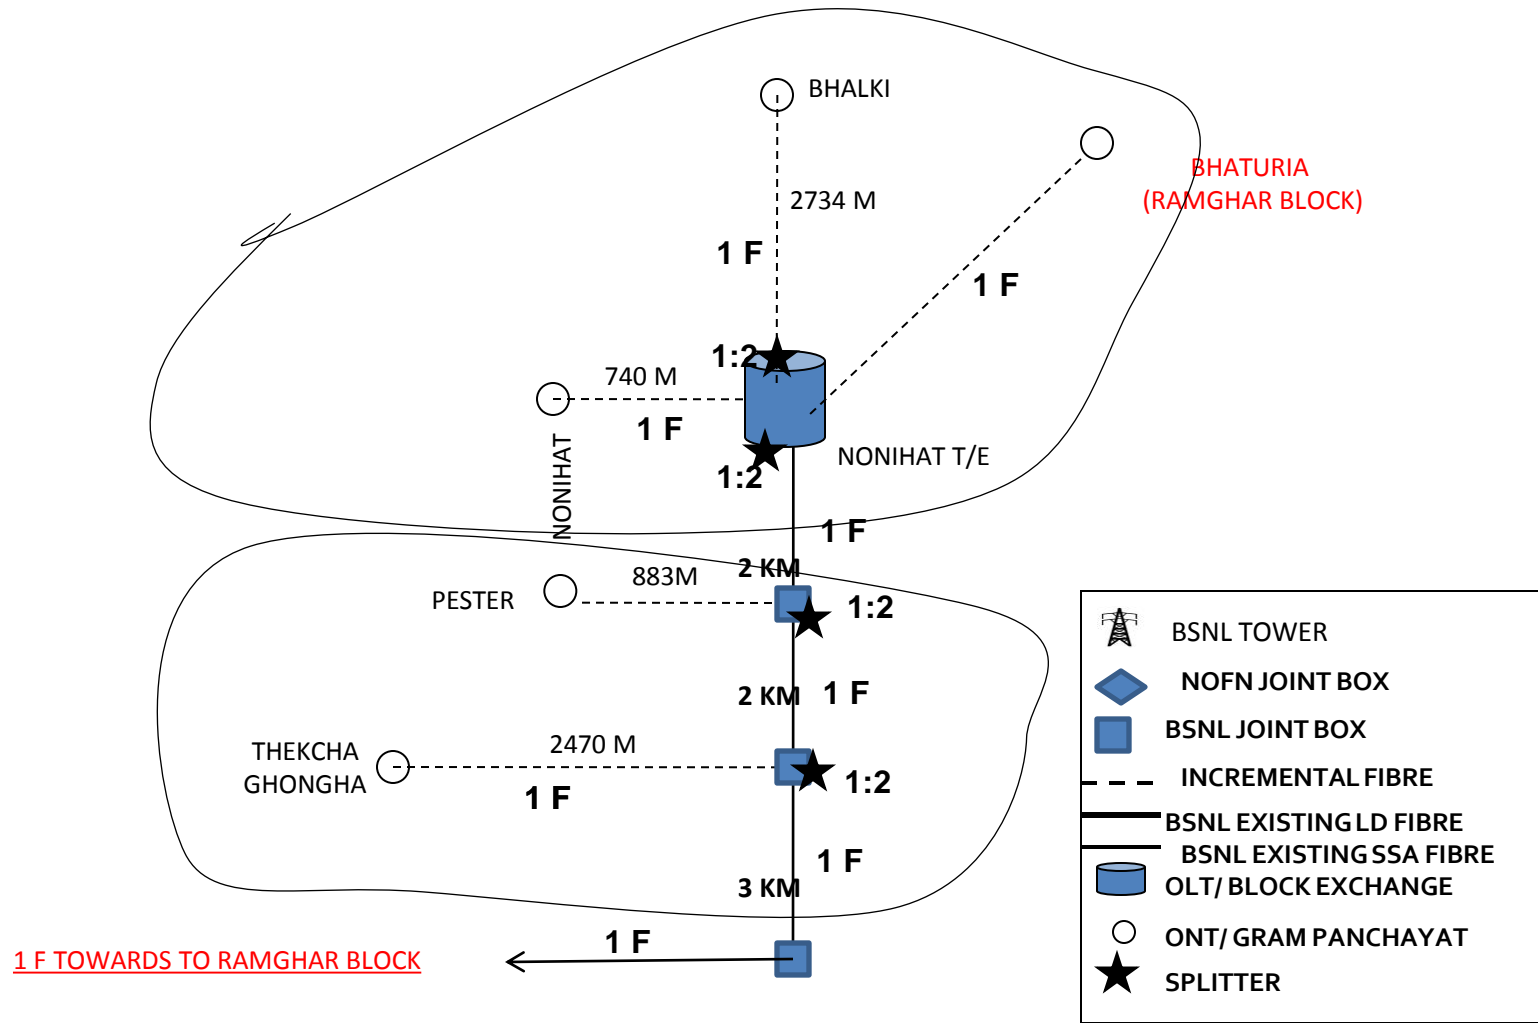 BHALKI
BHATURIA
(RAMGHAR BLOCK)
2734 M
1 F
1 F
1:2
740 M
1 F
NONIHAT
NONIHAT T/E
1:2
1 F
2 KM
883M
PESTER
1:2
2 KM
1 F
2470 M
THEKCHA
GHONGHA
1 F
1:2
1 F
3 KM
1 F
1 F TOWARDS TO RAMGHAR BLOCK
BSNL TOWER
NOFN JOINT BOX
BSNL JOINT BOX
INCREMENTAL FIBRE
BSNL EXISTING LD FIBRE
BSNL EXISTING SSA FIBRE
OLT/ BLOCK EXCHANGE
ONT/ GRAM PANCHAYAT
SPLITTER